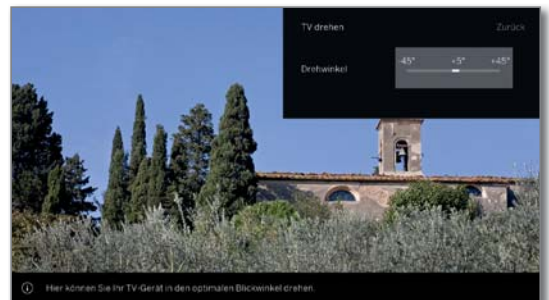 TV drehen Zurück
-45° +5° +45°
Drehwinkel
Hier können Sie Ihr TV-Gerät in den optimalen Blickwinkel drehen.